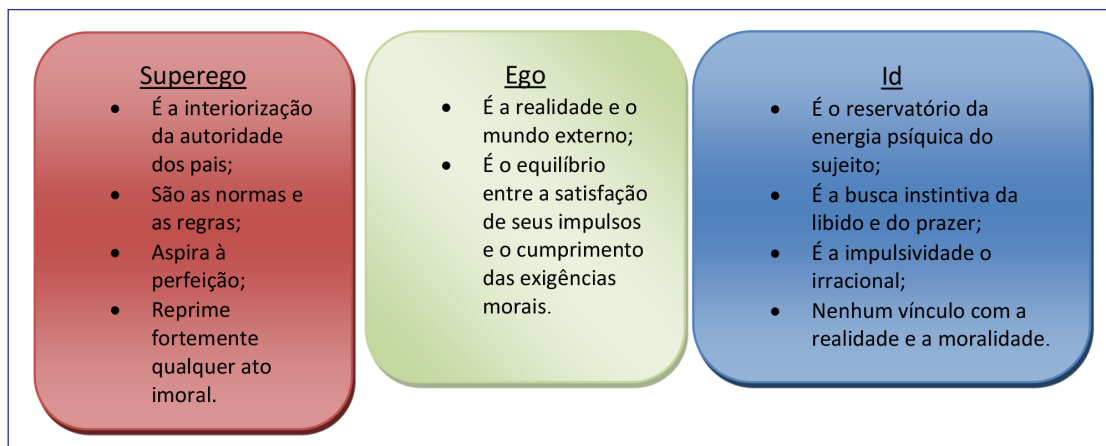 Superego
• É a interiorização
da autoridade
dos pais;
• São as normas e
as regras;
• Aspira à
perfeição;
• Reprime
fortemente
qualquer ato
imoral.
Ego
• É a realidade e o
mundo externo;
• É o equilíbrio
entre a satisfação
de seus impulsos
e o cumprimento
das exigências
morais.
Id
• É o reservatório da
energia psíquica do
sujeito;
• É a busca instintiva da
libido e do prazer;
• É a impulsividade o
irracional;
• Nenhum vínculo com a
realidade e a moralidade.